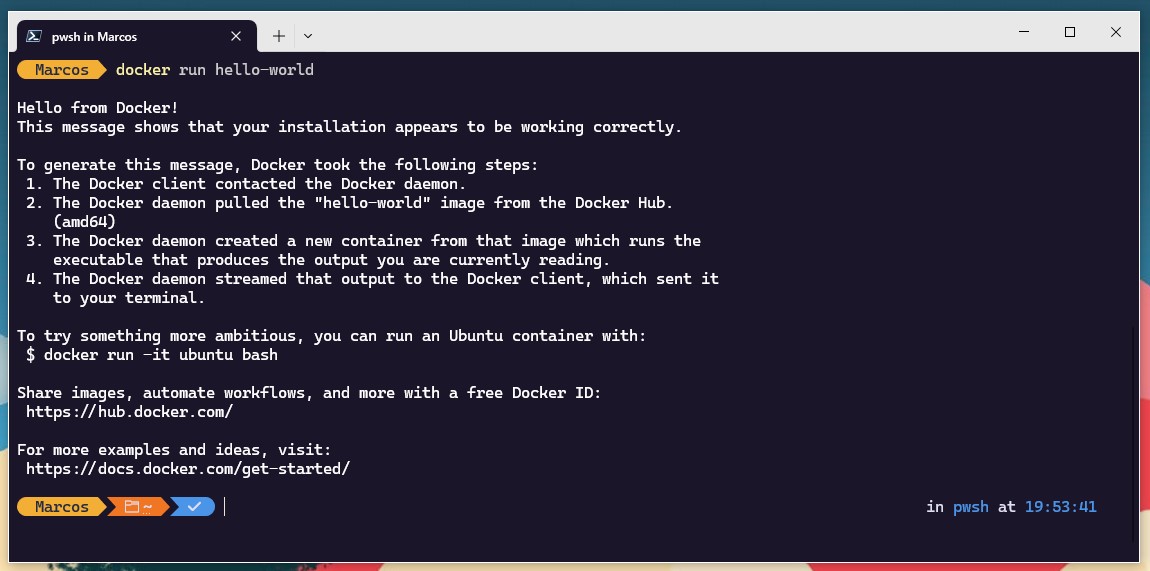 pwsh in Marcos
Marcos docker run hello-world
Hello from Docker!
This message shows that your installation appears to be working correctly.
To generate this message, Docker took the following steps:
1. The Docker client contacted the Docker daemon.
2. The Docker daemon pulled the "hello-world" image from the Docker Hub.
(amd64)
3. The Docker daemon created a new container from that image which runs the
executable that produces the output you are currently reading.
4. The Docker daemon streamed that output to the Docker client, which sent it
to your terminal.
To try something more ambitious, you can run an Ubuntu container with:
$ docker run -it ubuntu bash
Share images, automate workflows, and more with a free Docker ID:
https://hub.docker.com/
For more examples and ideas, visit:
https://docs.docker.com/get-started/
Marcos ~ in pwsh at 19:53:41